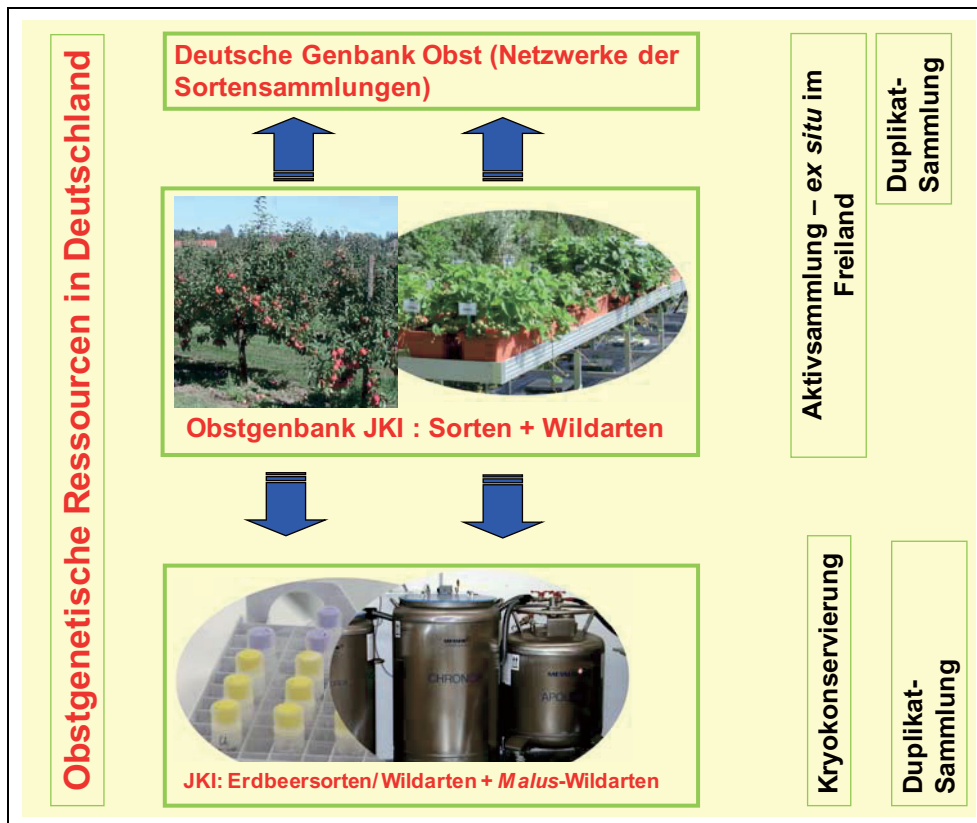 Obstgenetische Ressourcen in Deutschland
Deutsche Genbank Obst (Netzwerke der
Sortensammlungen)
Obstgenbank JKI : Sorten + Wildarten
CHRONOS
JKI: Erdbeersorten/ Wildarten + Malus-Wildarten
Aktivsammlung – ex situ im
Freiland
Duplikat-
Sammlung
Kryokonservierung
Duplikat-
Sammlung